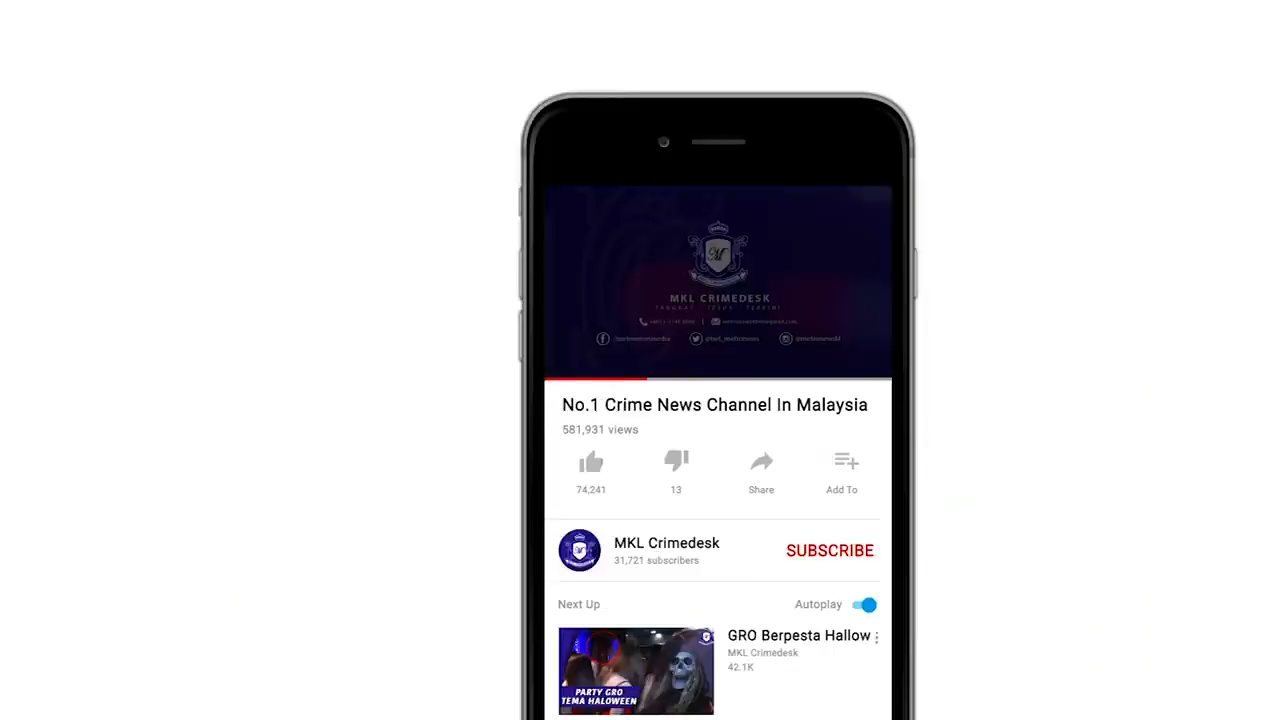 MKL CRIMEDESK
No.1 Crime News Channel In Malaysia
581,931 views
74,241
13
Share
Add To
MKL Crimedesk
31,721 subscribers
SUBSCRIBE
Next Up
Autoplay
GRO Berpesta Hallow
MKL Crimedesk
42.1K
PARTY GRO
TEMA HALOWEEN